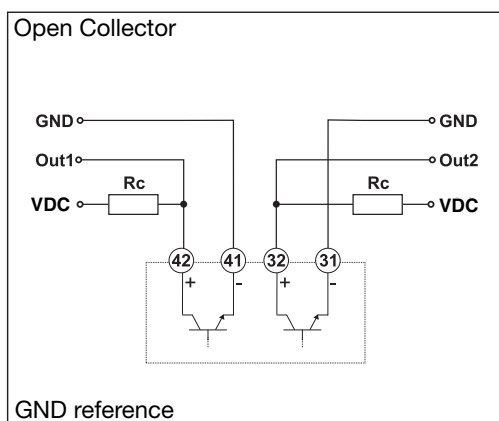 Open Collector
GND GND
Out1 Out2
Rc Rc
VDC VDC
42 41 32 31
+ - + -
GND reference